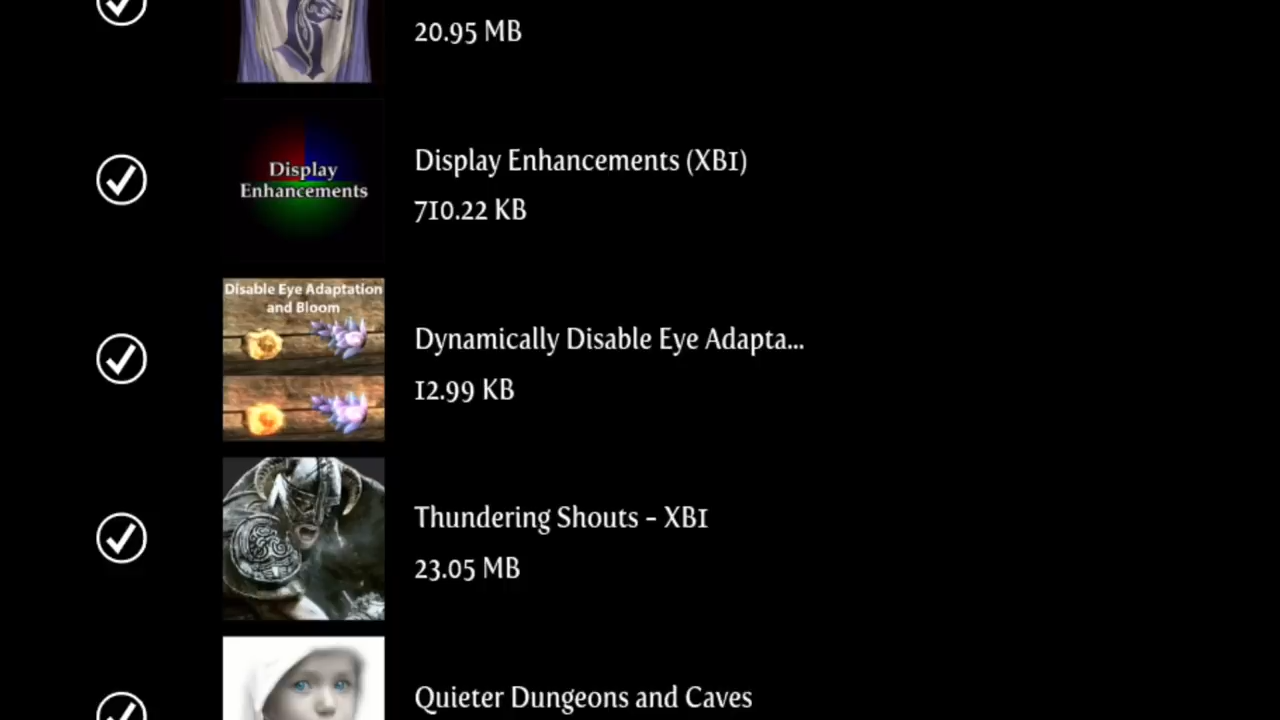 20.95 MB
Display
Enhancements
Display Enhancements (XB1)
710.22 KB
Disable Eye Adaptation
and Bloom
Dynamically Disable Eye Adapta...
12.99 KB
Thundering Shouts - XB1
23.05 MB
Quieter Dungeons and Caves